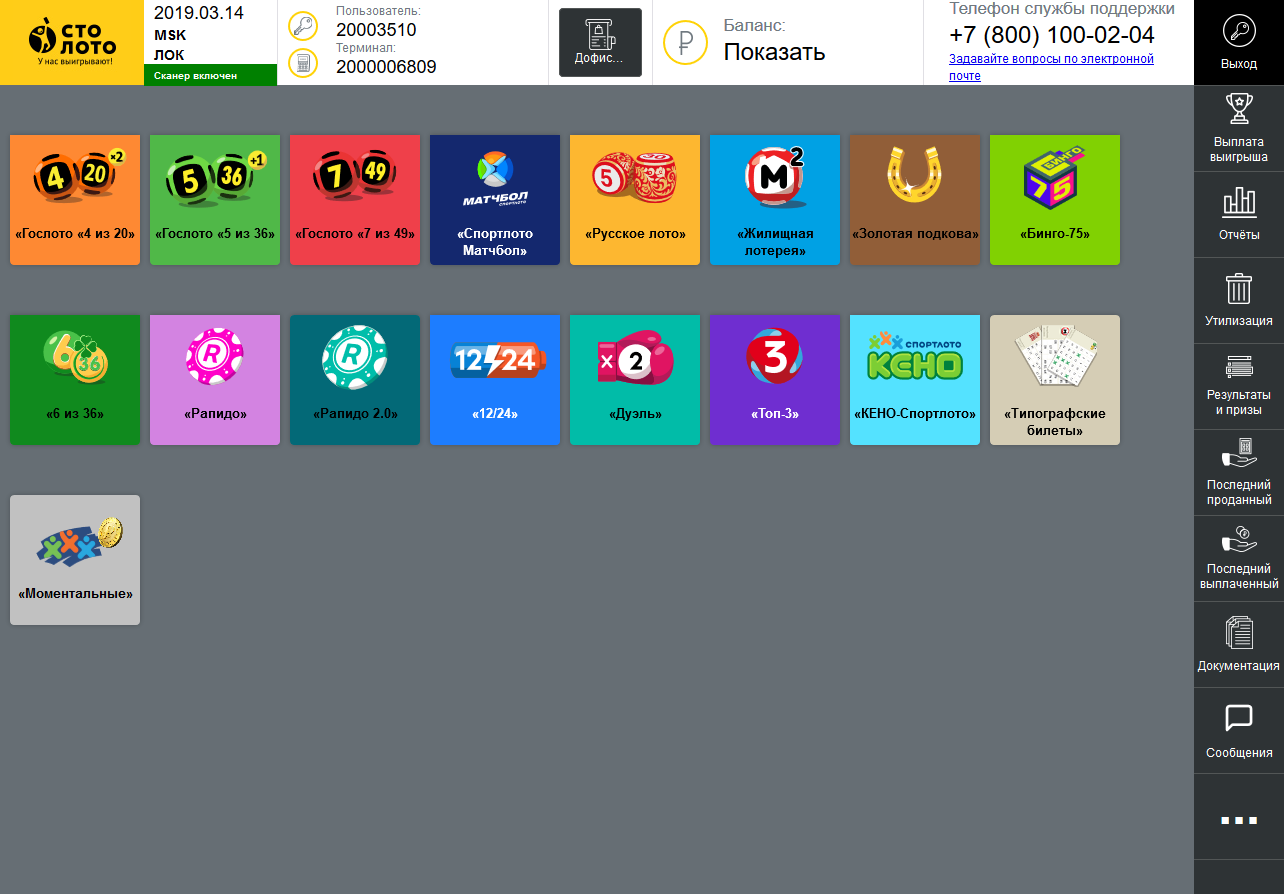 СТО
ЛОТО
У нас выигрывают!
2019.03.14
MSK
ЛОК
Сканер включен
Пользователь:
20003510
Терминал:
2000006809
Дофис...
Баланс:
Показать
Телефон службы поддержки
+7 (800) 100-02-04
Задавайте вопросы по электронной
почте
Выход
4 20 ×2
«Гослото «4 из 20»
5 36 +1
«Гослото «5 из 36»
7 49
«Гослото «7 из 49»
МАТЧБОЛ
СПОРТЛОТО
«Спортлото
Матчбол»
5
«Русское лото»
М2
«Жилищная
лотерея»
«Золотая подкова»
БИНГО
75
«Бинго-75»
6 36
«6 из 36»
R
«Рапидо»
R
«Рапидо 2.0»
12 24
«12/24»
×2
«Дуэль»
3
«Топ-3»
СПОРТЛОТО
КЕНО
«КЕНО-Спортлото»
«Типографские
билеты»
«Моментальные»
Выплата
выигрыша
Отчёты
Утилизация
Результаты
и призы
Последний
проданный
Последний
выплаченный
Документация
Сообщения